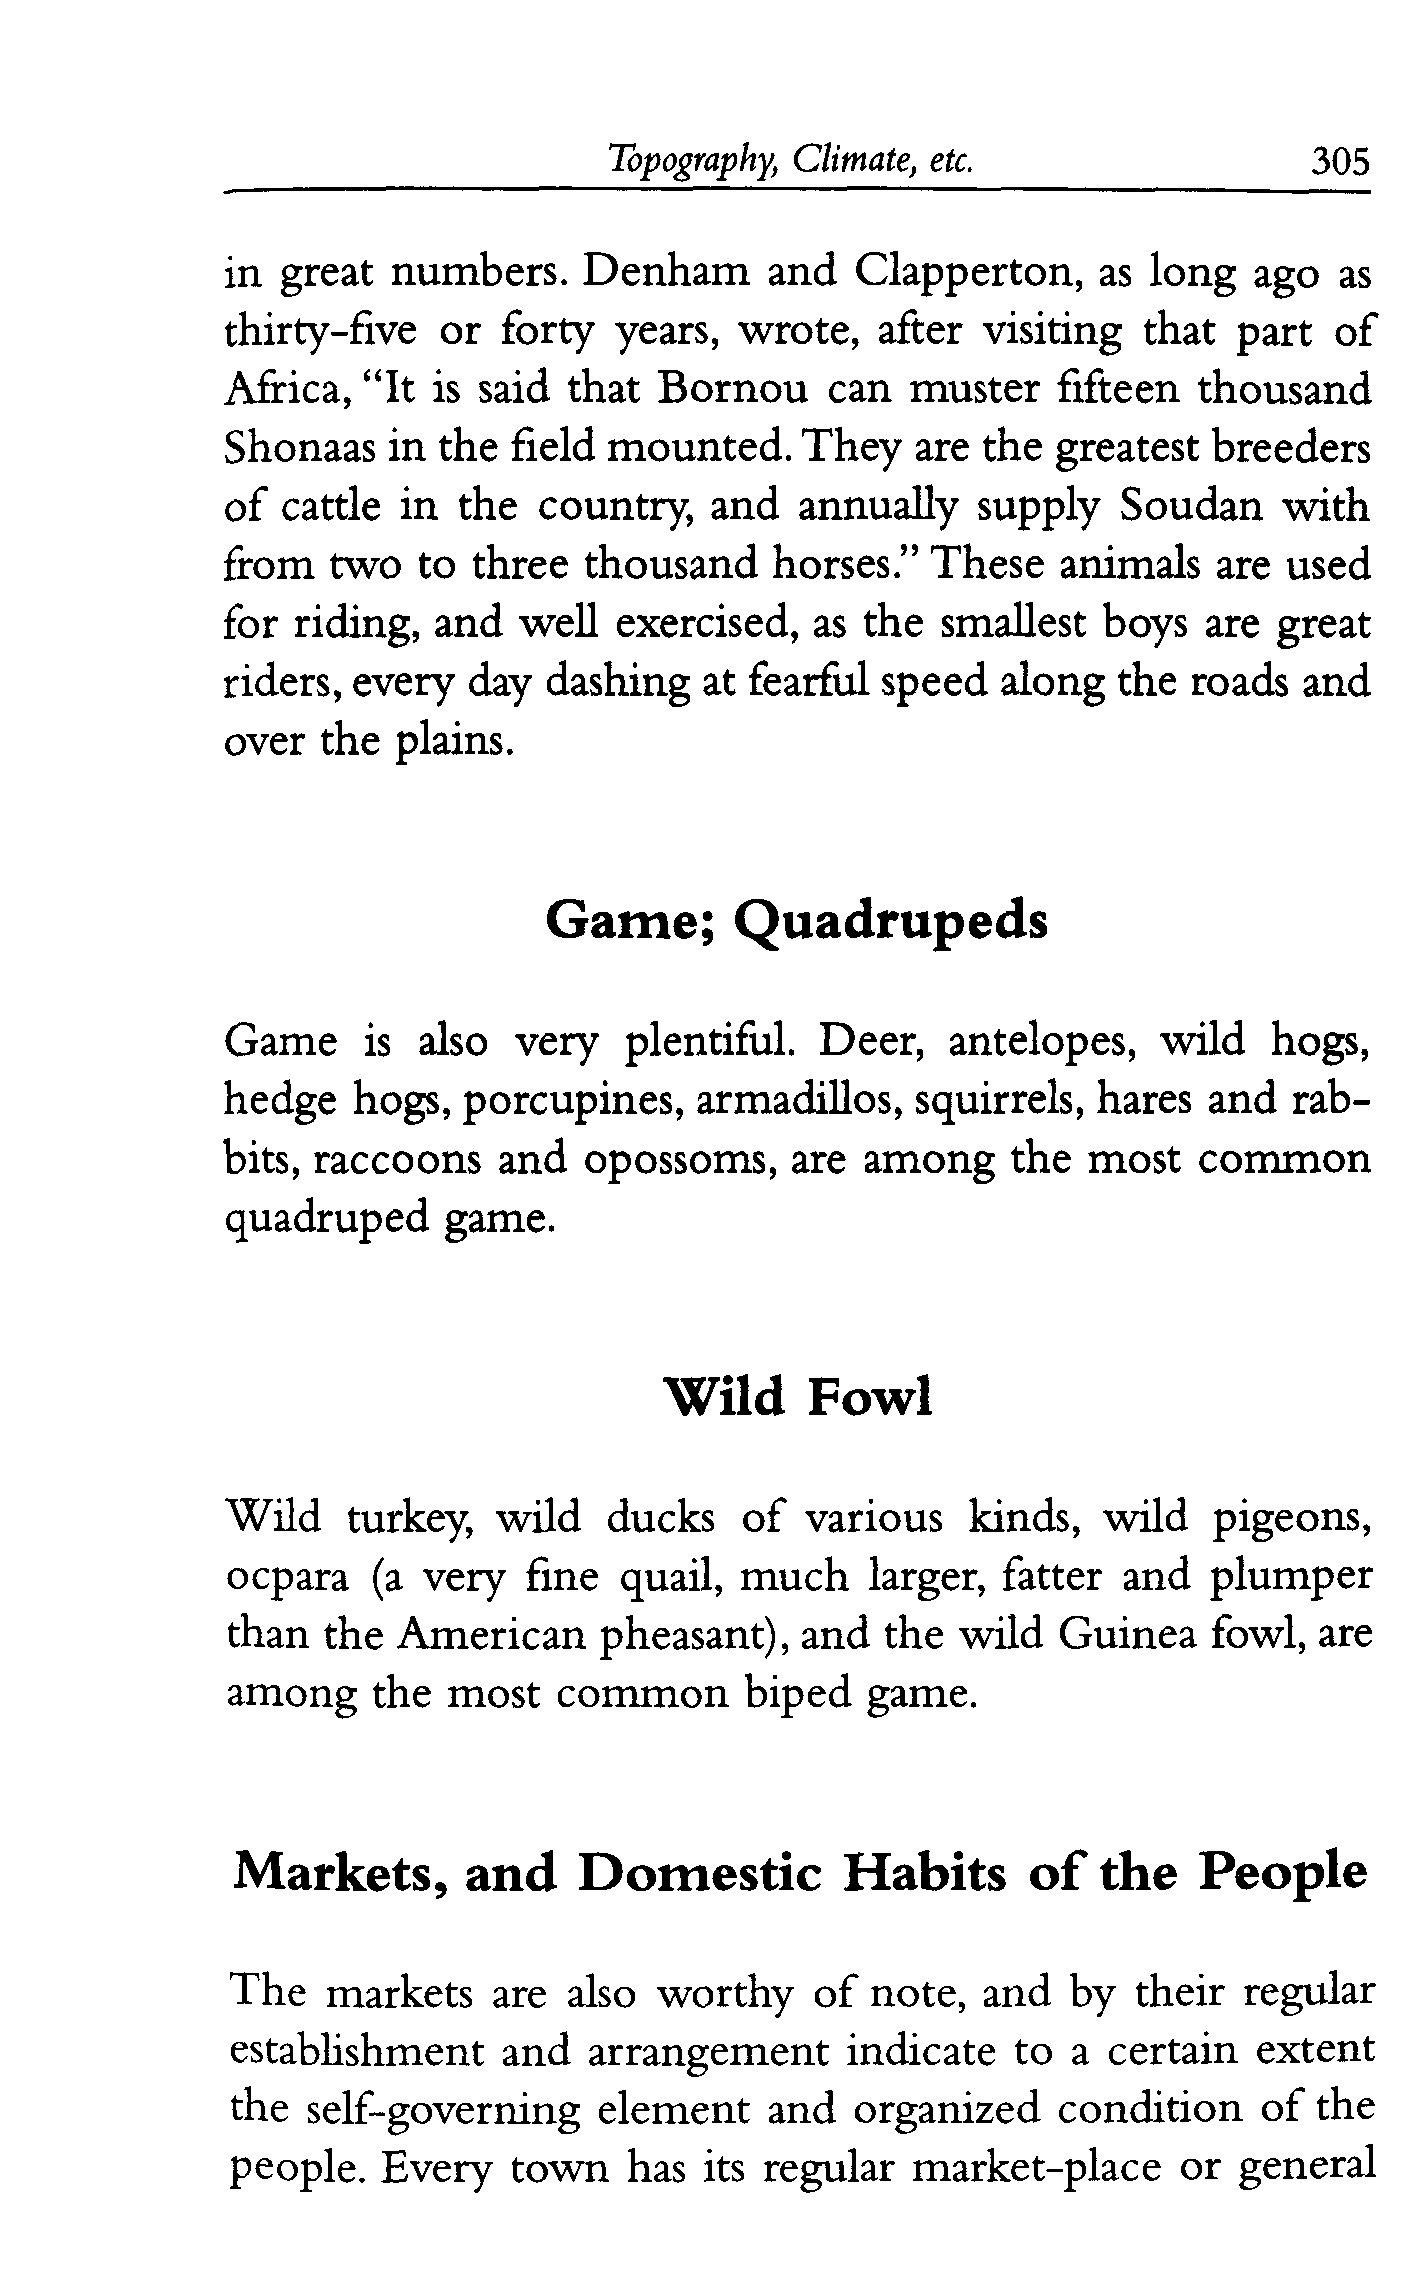 Topography, Climate, etc. 305
in great numbers. Denham and Clapperton, as long ago as
thirty-five or forty years, wrote, after visiting that part of
Africa, “It is said that Bornou can muster fifteen thousand
Shonaas in the field mounted. They are the greatest breeders
of cattle in the country, and annually supply Soudan with
from two to three thousand horses.” These animals are used
for riding, and well exercised, as the smallest boys are great
riders, every day dashing at fearful speed along the roads and
over the plains.
Game; Quadrupeds
Game is also very plentiful. Deer, antelopes, wild hogs,
hedge hogs, porcupines, armadillos, squirrels, hares and rab-
bits, raccoons and opossoms, are among the most common
quadruped game.
Wild Fowl
Wild turkey, wild ducks of various kinds, wild pigeons,
ocpara (a very fine quail, much larger, fatter and plumper
than the American pheasant), and the wild Guinea fowl, are
among the most common biped game.
Markets, and Domestic Habits of the People
The markets are also worthy of note, and by their regular
establishment and arrangement indicate to a certain extent
the self-governing element and organized condition of the
people. Every town has its regular market-place or general